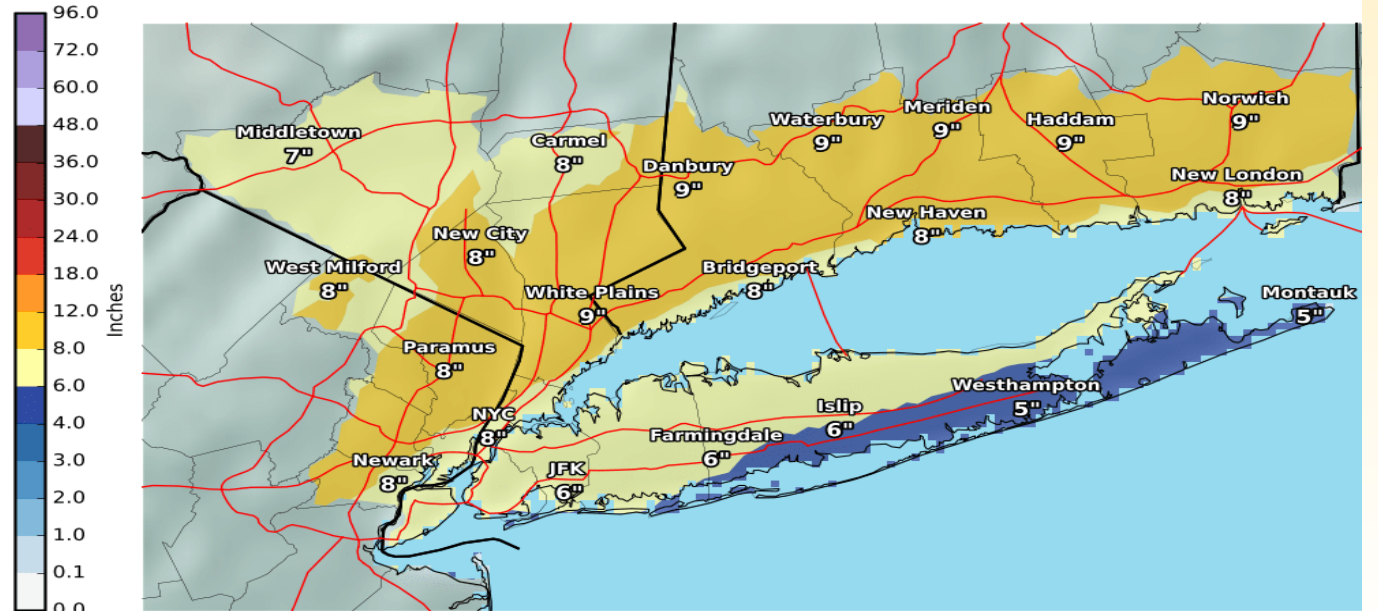 96.0
72.0
60.0
48.0
36.0
30.0
24.0
18.0
12.0
8.0
6.0
4.0
3.0
2.0
1.0
0.1
0.0
Inches
Middletown
7"
Carmel
8"
Danbury
9"
Waterbury
9"
Meriden
9"
Haddam
9"
Norwich
9"
New London
8"
New Haven
8"
New City
8"
West Milford
8"
White Plains
9"
Bridgeport
8"
Montauk
5"
Paramus
8"
Westhampton
5"
NYC
8"
Islip
6"
Farmingdale
6"
Newark
8"
JFK
6"